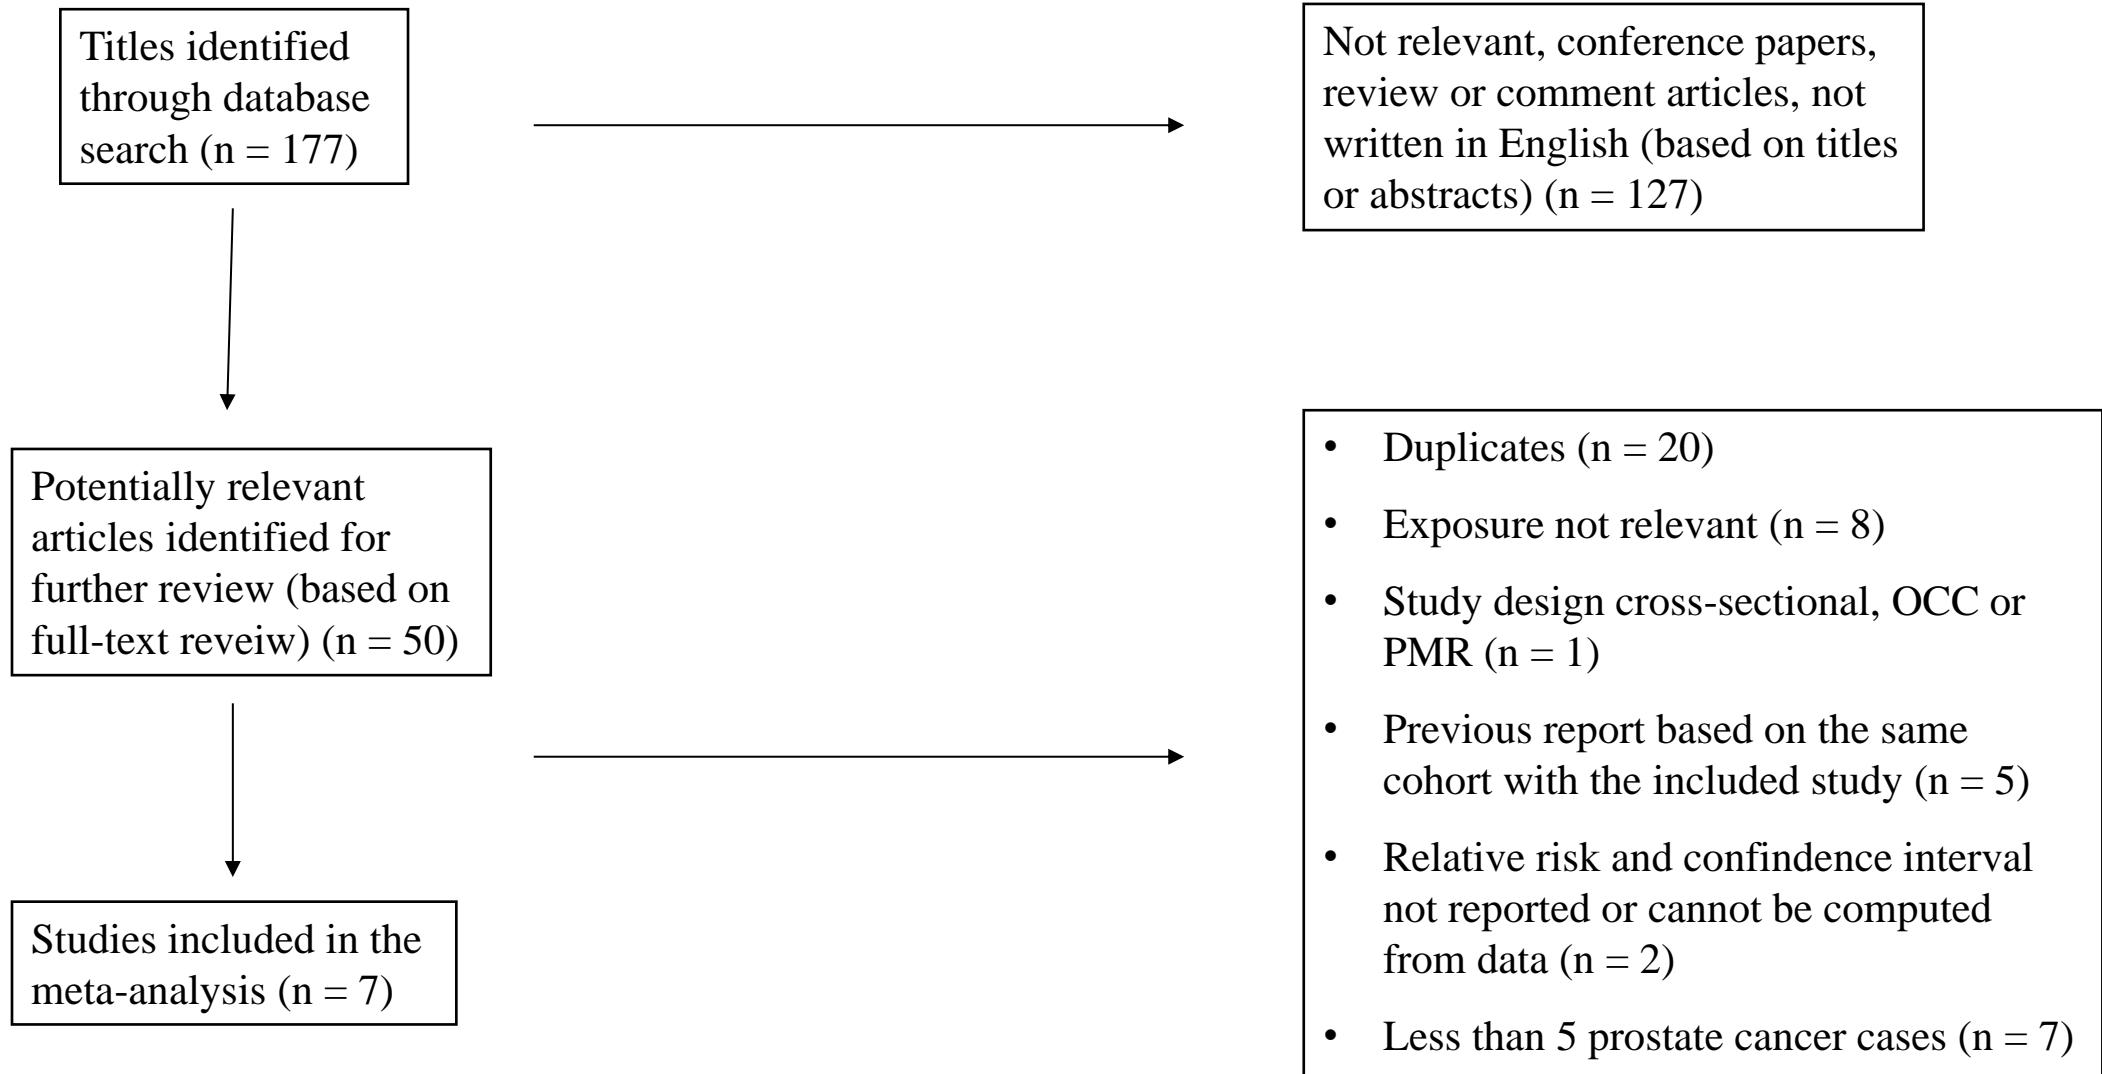 Titles identified
through database
search (n = 177)
Not relevant, conference papers,
review or comment articles, not
written in English (based on titles
or abstracts) (n = 127)
Potentially relevant
articles identified for
further review (based on
full-text reveiw) (n = 50)
• Duplicates (n = 20)
• Exposure not relevant (n = 8)
• Study design cross-sectional, OCC or
PMR (n = 1)
• Previous report based on the same
cohort with the included study (n = 5)
• Relative risk and confindence interval
not reported or cannot be computed
from data (n = 2)
• Less than 5 prostate cancer cases (n = 7)
Studies included in the
meta-analysis (n = 7)